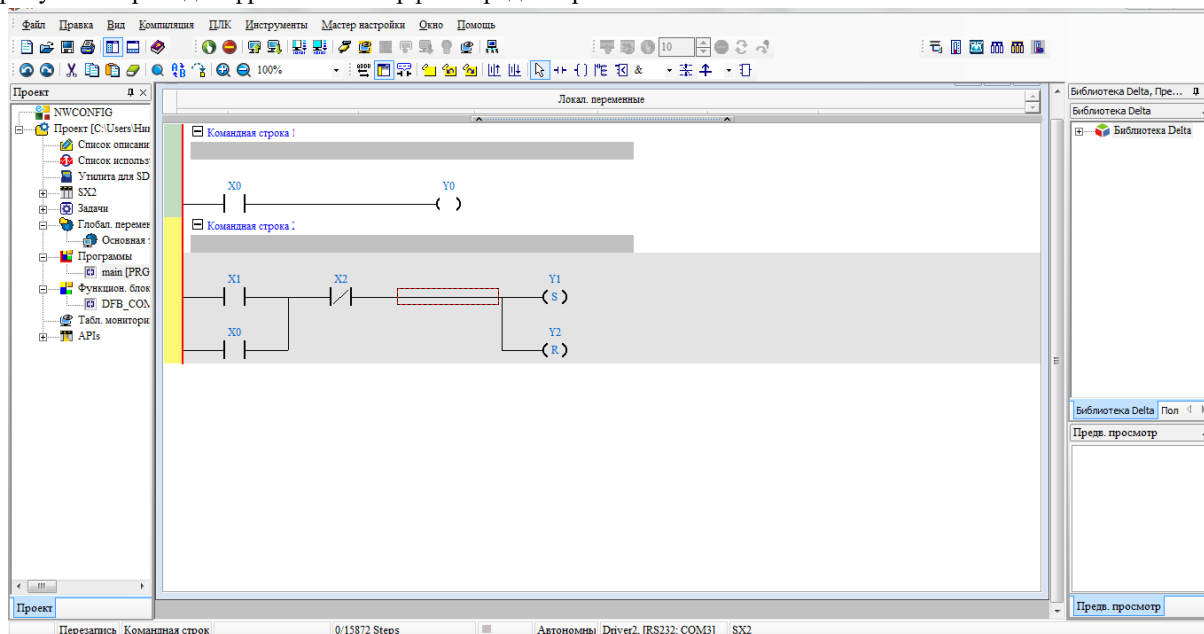 Файл Правка Вид Компиляция ПЛК Инструменты Мастер настройки Окно Помощь
10
100%
Проект
NWCONFIG
Проект [C:\Users\Ни
Список описани
Список использ
Утилита для SD
SX2
Задачи
Глобал. перемен
Основная
Программы
main [PRG
Функцион. блок
DFB_CON
Табл. монитори
APIs
Проект
Локал. переменные
Командная строка 1
X0 Y0
Командная строка 2
X1 X2 Y1
S
X0 Y2
R
Библиотека Delta, Пре...
Библиотека Delta
Библиотека Delta
Библиотека Delta Пол
Предв. просмотр
Предв. просмотр
Перезапись Командная строк 0/15872 Steps Автономны Driver2, [RS232: COM3] SX2